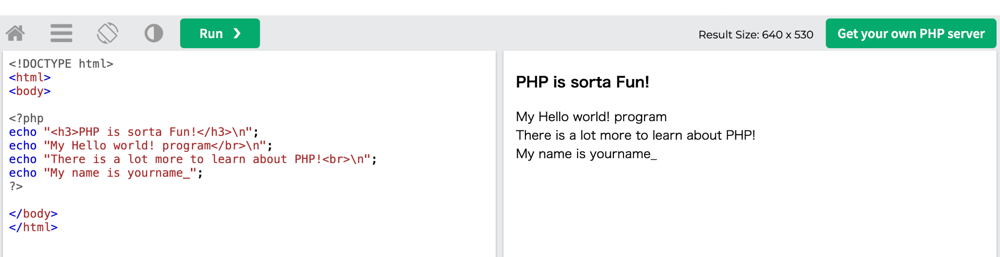 Run ❯
Result Size: 640 x 530
Get your own PHP server
<!DOCTYPE html>
<html>
<body>
<?php
echo "<h3>PHP is sorta Fun!</h3>\n";
echo "My Hello world! program</br>\n";
echo "There is a lot more to learn about PHP!<br>\n";
echo "My name is yourname_";
?>
</body>
</html>
PHP is sorta Fun!
My Hello world! program
There is a lot more to learn about PHP!
My name is yourname_